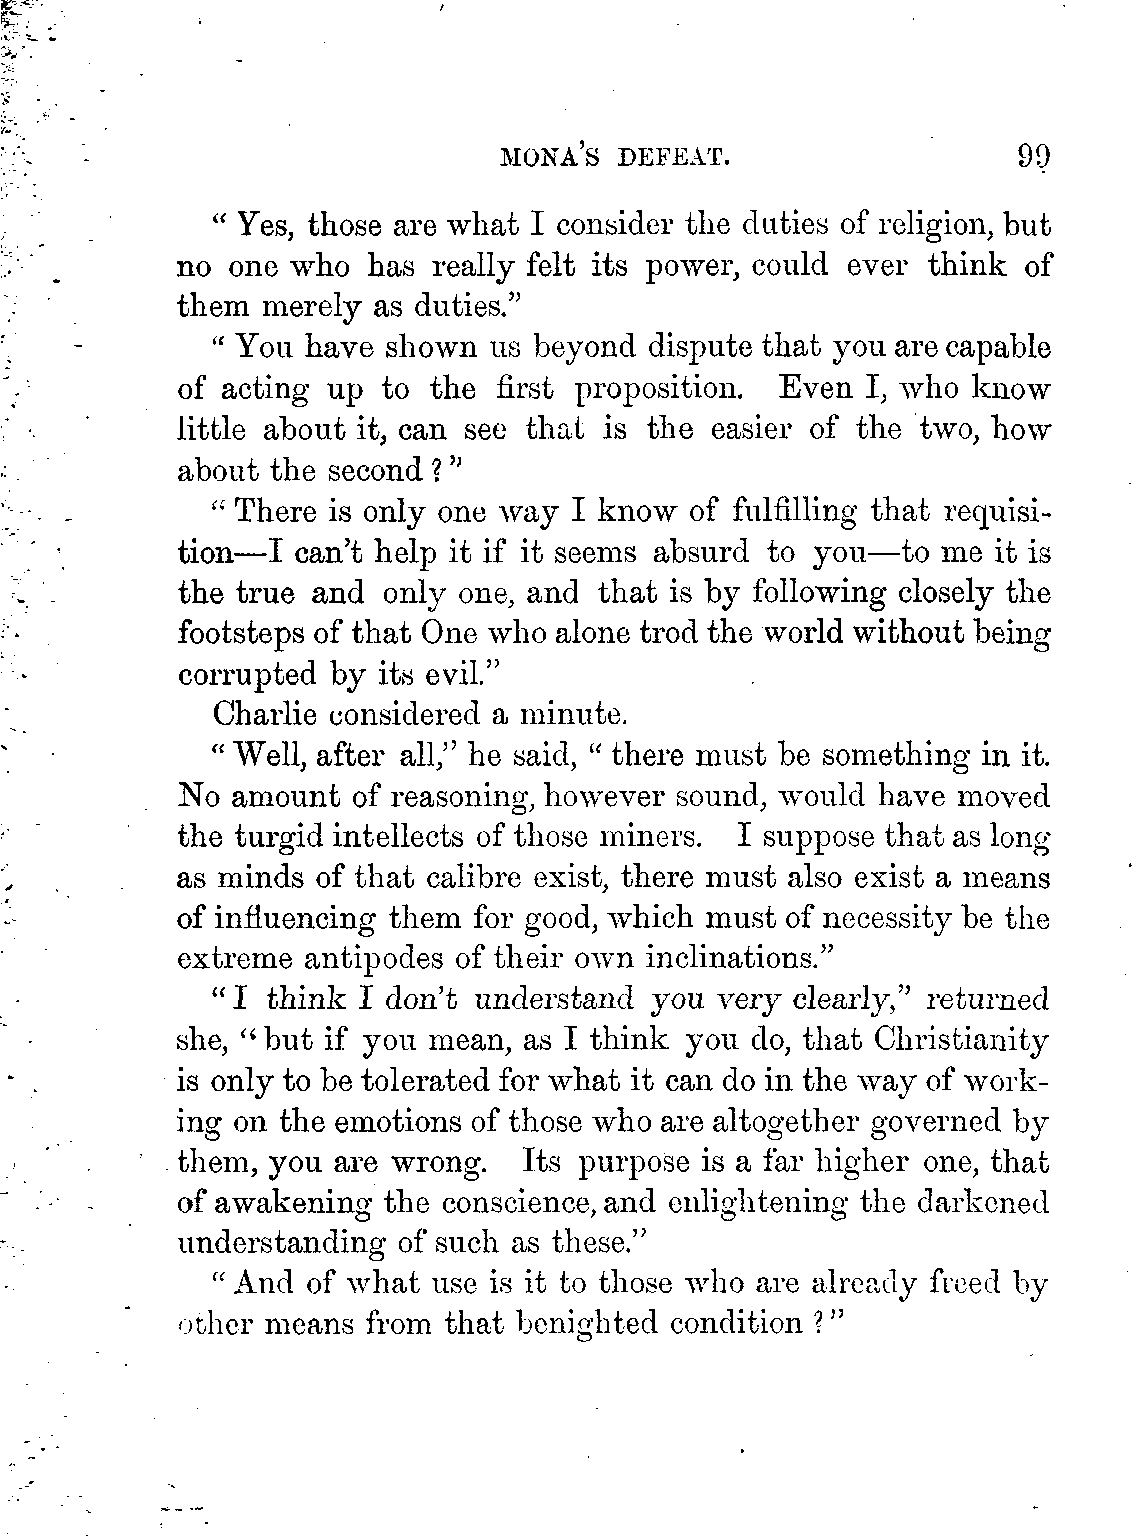 MONA'S DEFEAT. 99
“ Yes, those are what I consider the duties of religion, but
no one who has really felt its power, could ever think of
them merely as duties.”
“ You have shown us beyond dispute that you are capable
of acting up to the first proposition. Even I, who know
little about it, can see that is the easier of the two, how
about the second ? ”
“ There is only one way I know of fulfilling that requisi-
tion—I can't help it if it seems absurd to you—to me it is
the true and only one, and that is by following closely the
footsteps of that One who alone trod the world without being
corrupted by its evil.”
Charlie considered a minute.
“ Well, after all,” he said, “ there must be something in it.
No amount of reasoning, however sound, would have moved
the turgid intellects of those miners. I suppose that as long
as minds of that calibre exist, there must also exist a means
of influencing them for good, which must of necessity be the
extreme antipodes of their own inclinations.”
“ I think I don't understand you very clearly,” returned
she, “ but if you mean, as I think you do, that Christianity
is only to be tolerated for what it can do in the way of work-
ing on the emotions of those who are altogether governed by
them, you are wrong. Its purpose is a far higher one, that
of awakening the conscience, and enlightening the darkened
understanding of such as these.”
“ And of what use is it to those who are already freed by
other means from that benighted condition ? ”